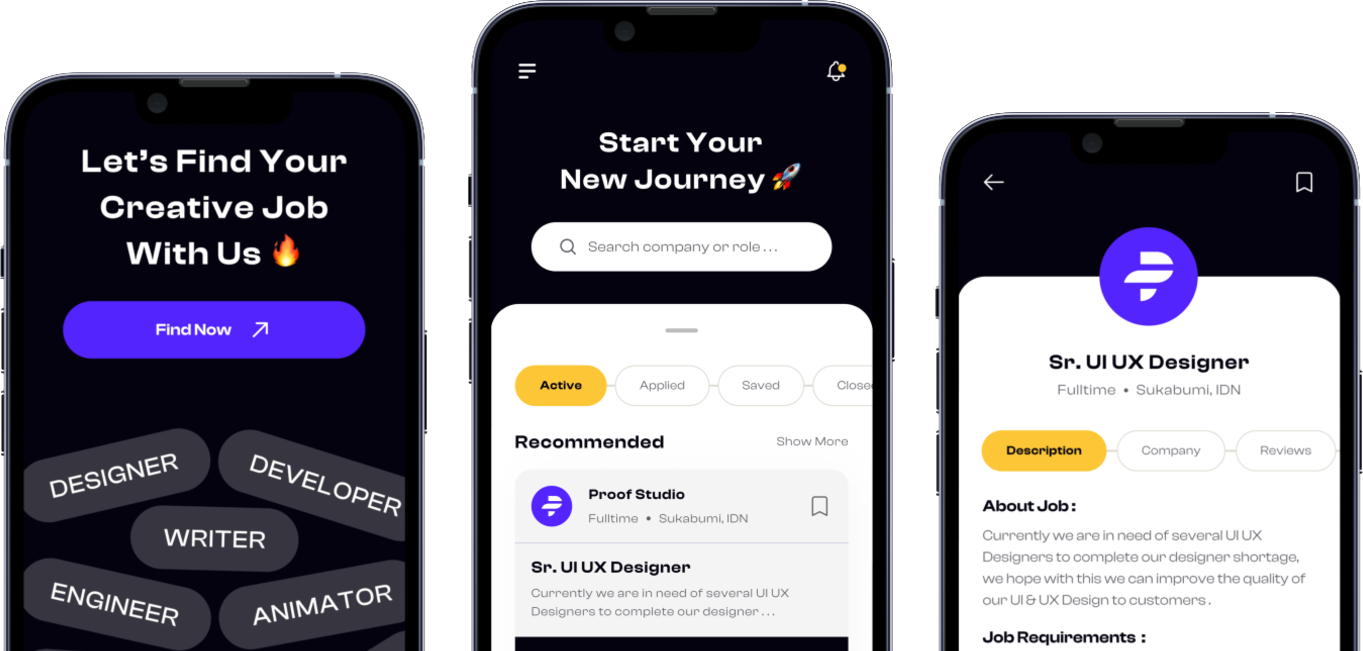 Let's Find Your
Creative Job
With Us 🔥
Find Now
DESIGNER
DEVELOPER
WRITER
ENGINEER
ANIMATOR
Start Your
New Journey 🚀
Search company or role . . .
Active
Applied
Saved
Close
Recommended
Show More
Proof Studio
Fulltime • Sukabumi, IDN
Sr. UI UX Designer
Currently we are in need of several UI UX
Designers to complete our designer . . .
Sr. UI UX Designer
Fulltime • Sukabumi, IDN
Description
Company
Reviews
About Job :
Currently we are in need of several UI UX
Designers to complete our designer shortage,
we hope with this we can improve the quality of
our UI & UX Design to customers .
Job Requirements :